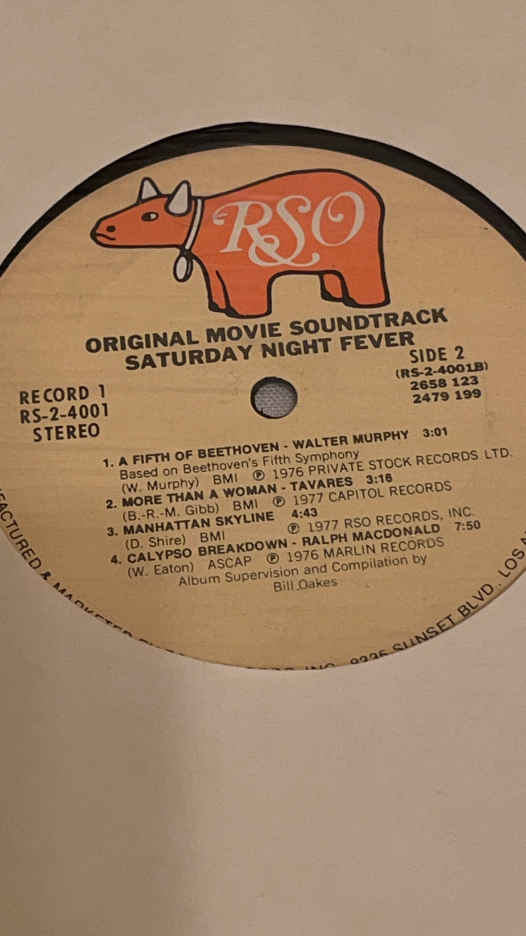 RSO
ORIGINAL MOVIE SOUNDTRACK
SATURDAY NIGHT FEVER
RECORD 1
RS-2-4001
STEREO
SIDE 2
(RS-2-4001B)
2658 123
2479 199
1. A FIFTH OF BEETHOVEN - WALTER MURPHY 3:01
Based on Beethoven's Fifth Symphony
(W. Murphy) BMI ℗ 1976 PRIVATE STOCK RECORDS LTD.
2. MORE THAN A WOMAN - TAVARES 3:16
(B.-R.-M. Gibb) BMI ℗ 1977 CAPITOL RECORDS
3. MANHATTAN SKYLINE 4:43
(D. Shire) BMI ℗ 1977 RSO RECORDS, INC.
4. CALYPSO BREAKDOWN - RALPH MACDONALD 7:50
(W. Eaton) ASCAP ℗ 1976 MARLIN RECORDS
Album Supervision and Compilation by
Bill Oakes
& INC. SUNSET BLVD., LOS